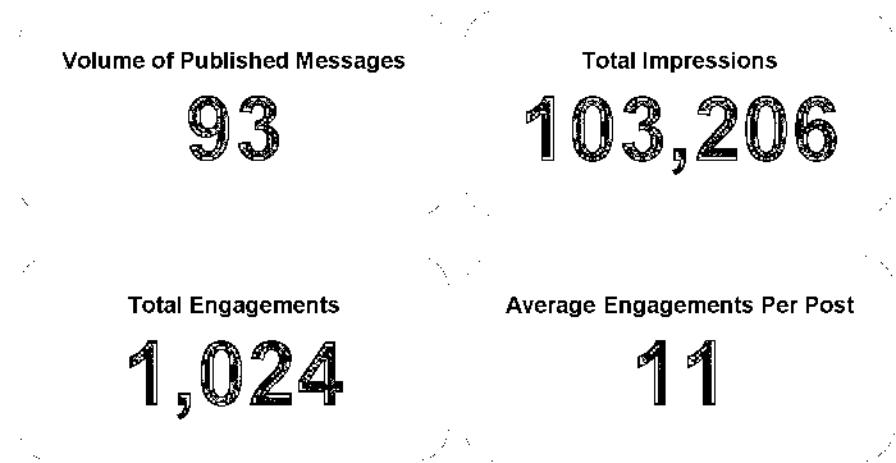 Volume of Published Messages
93
Total Impressions
103,206
Total Engagements
1,024
Average Engagements Per Post
11